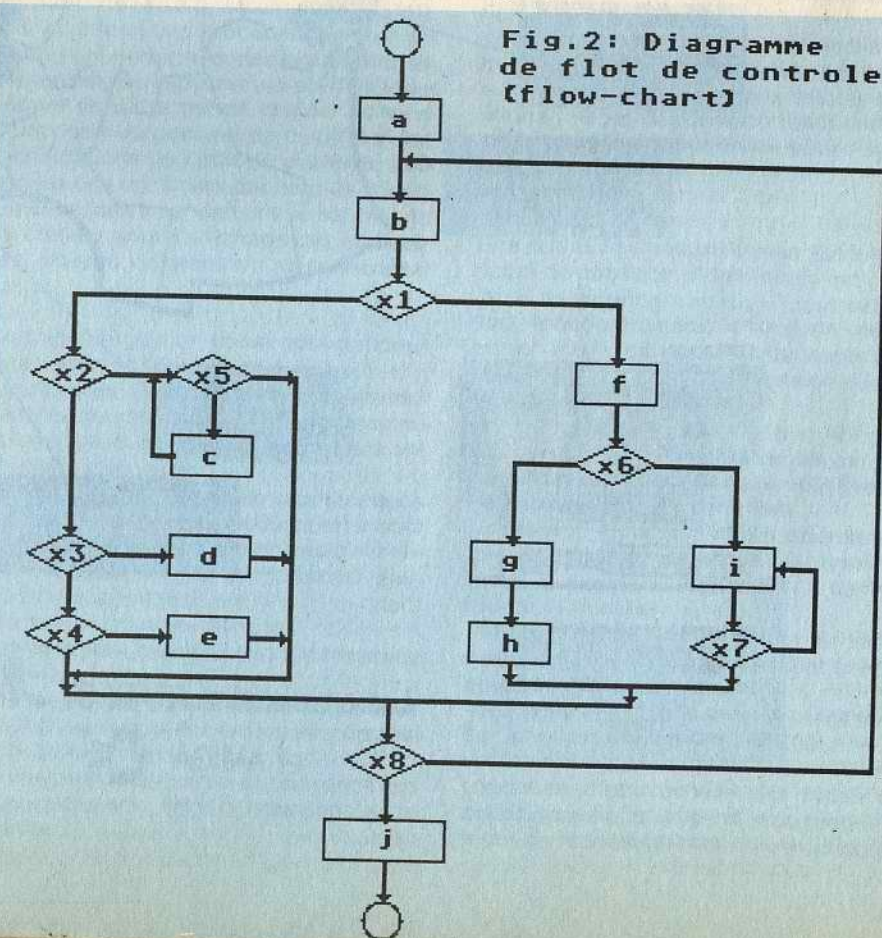 Fig.2: Diagramme
de flot de controle
(flow-chart)
a
b
x1
x2
x5
f
c
x6
x3
d
g
i
x4
e
h
x7
x8
j